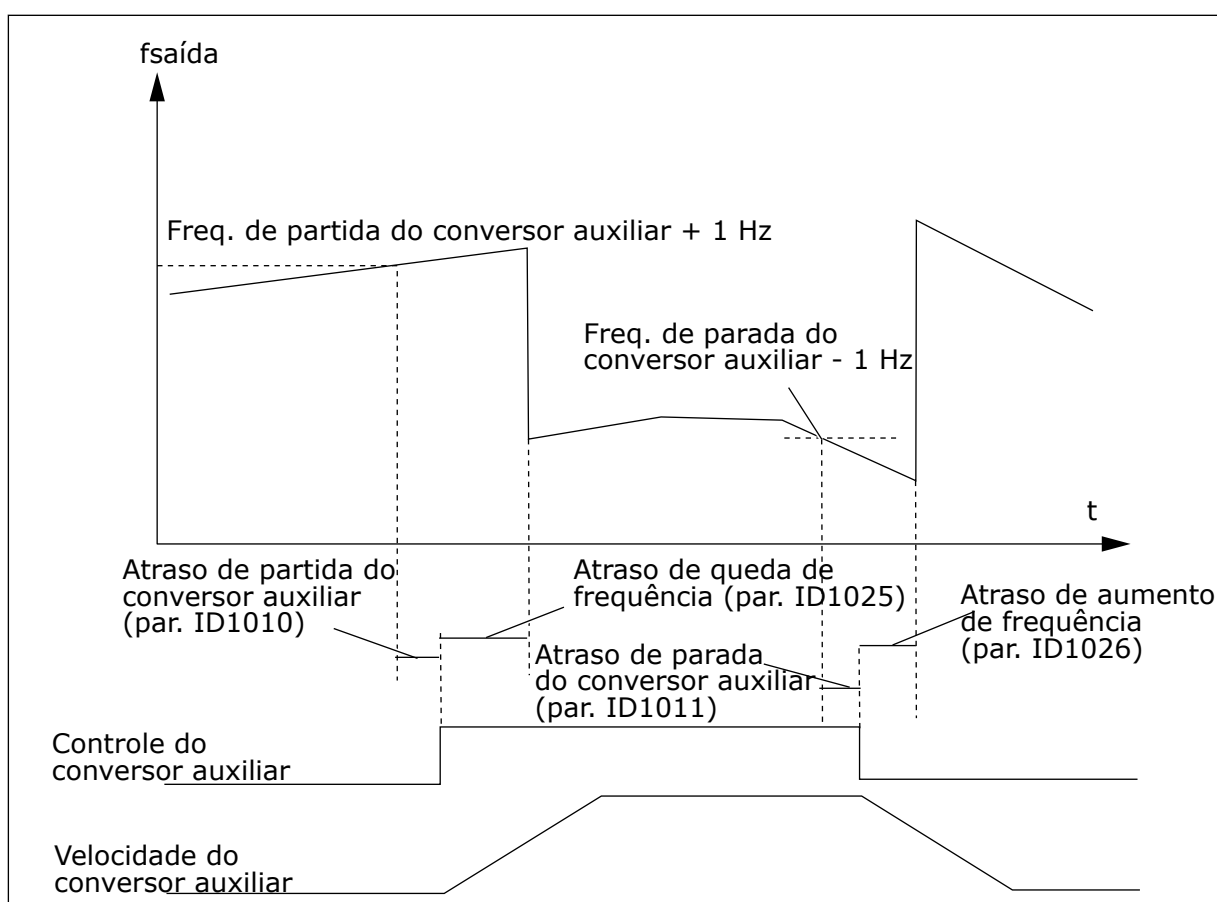 fsaída
Freq. de partida do conversor auxiliar + 1 Hz
Freq. de parada do
conversor auxiliar - 1 Hz
t
Atraso de partida do
conversor auxiliar
(par. ID1010)
Atraso de queda de
frequência (par. ID1025)
Atraso de aumento
de frequência
(par. ID1026)
Atraso de parada
do conversor auxiliar
(par. ID1011)
Controle do
conversor auxiliar
Velocidade do
conversor auxiliar